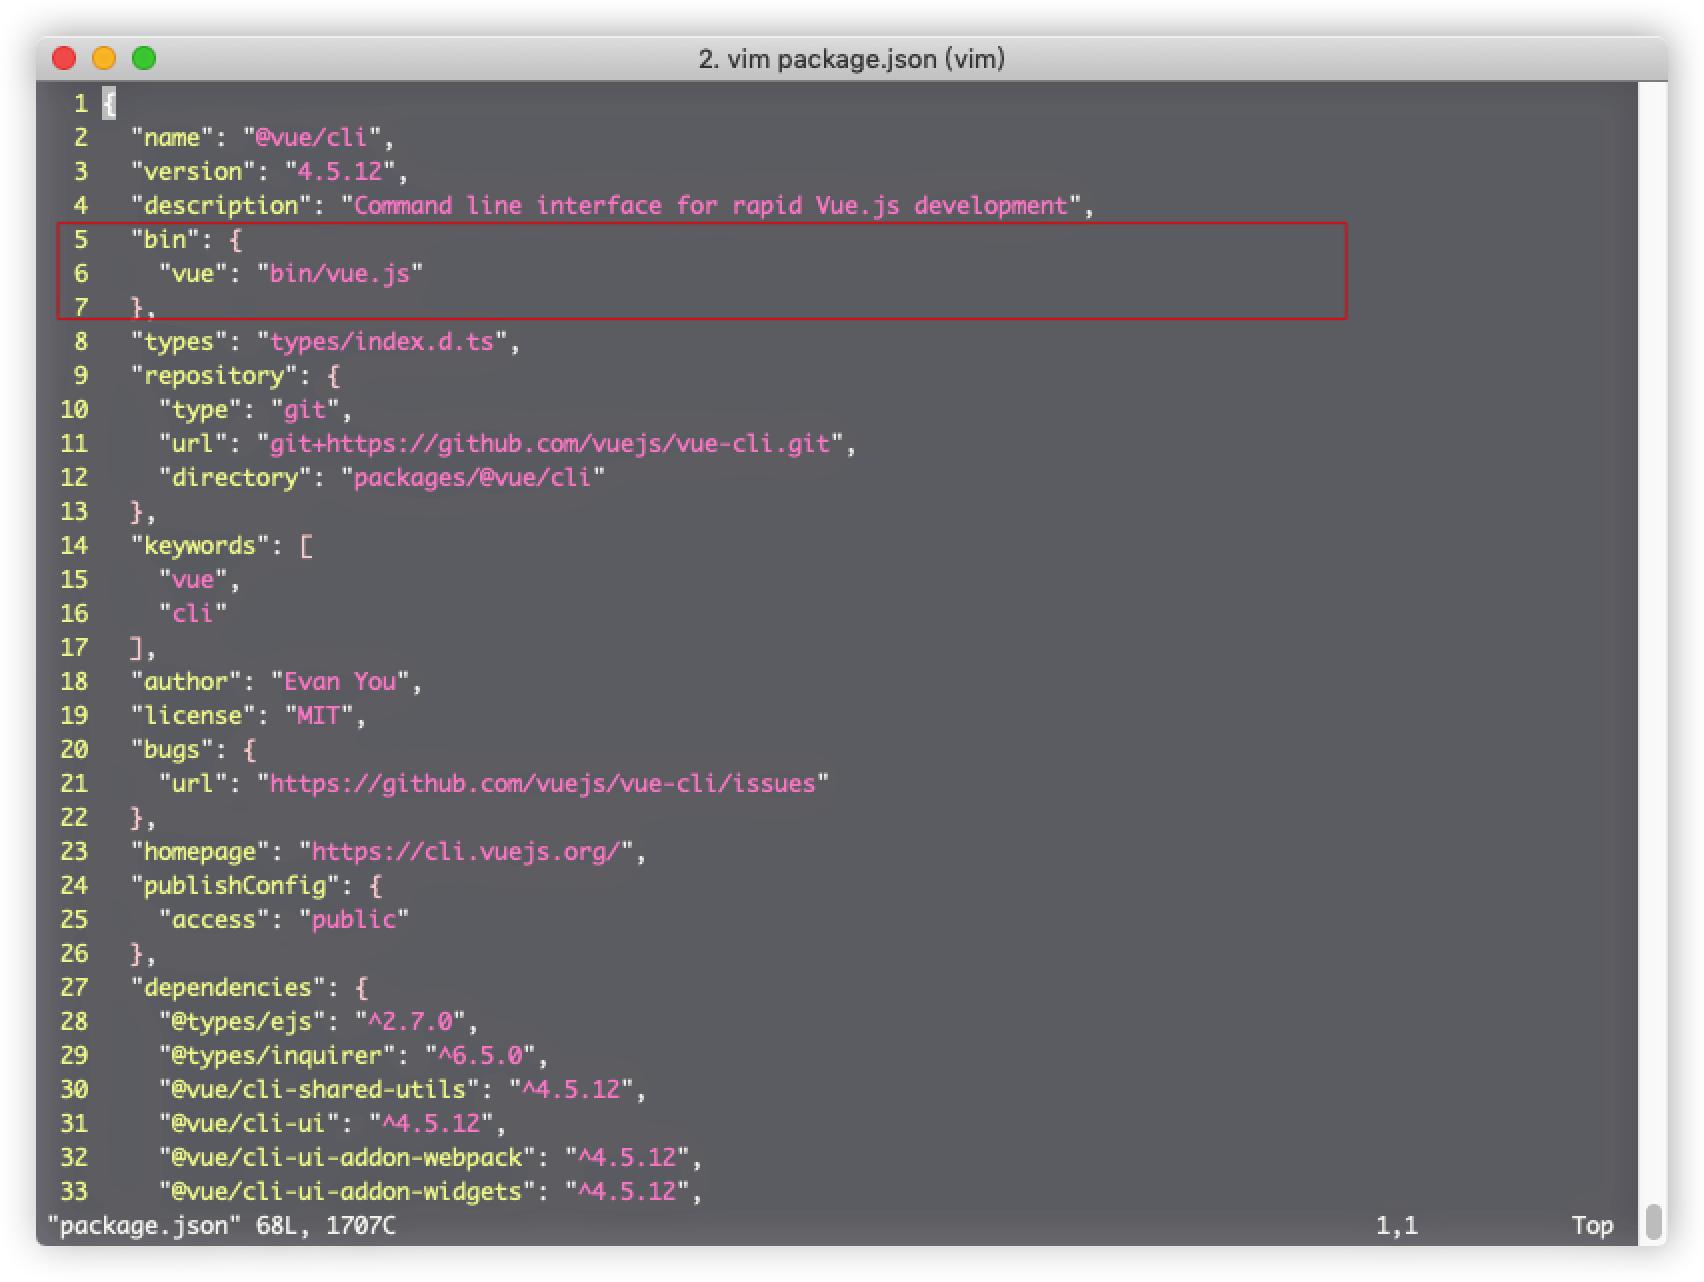 2. vim package.json (vim)
1 {
2   "name": "@vue/cli",
3   "version": "4.5.12",
4   "description": "Command line interface for rapid Vue.js development",
5   "bin": {
6     "vue": "bin/vue.js"
7   },
8   "types": "types/index.d.ts",
9   "repository": {
10     "type": "git",
11     "url": "git+https://github.com/vuejs/vue-cli.git",
12     "directory": "packages/@vue/cli"
13   },
14   "keywords": [
15     "vue",
16     "cli"
17   ],
18   "author": "Evan You",
19   "license": "MIT",
20   "bugs": {
21     "url": "https://github.com/vuejs/vue-cli/issues"
22   },
23   "homepage": "https://cli.vuejs.org/",
24   "publishConfig": {
25     "access": "public"
26   },
27   "dependencies": {
28     "@types/ejs": "^2.7.0",
29     "@types/inquirer": "^6.5.0",
30     "@vue/cli-shared-utils": "^4.5.12",
31     "@vue/cli-ui": "^4.5.12",
32     "@vue/cli-ui-addon-webpack": "^4.5.12",
33     "@vue/cli-ui-addon-widgets": "^4.5.12",
"package.json" 68L, 1707C 1,1 Top